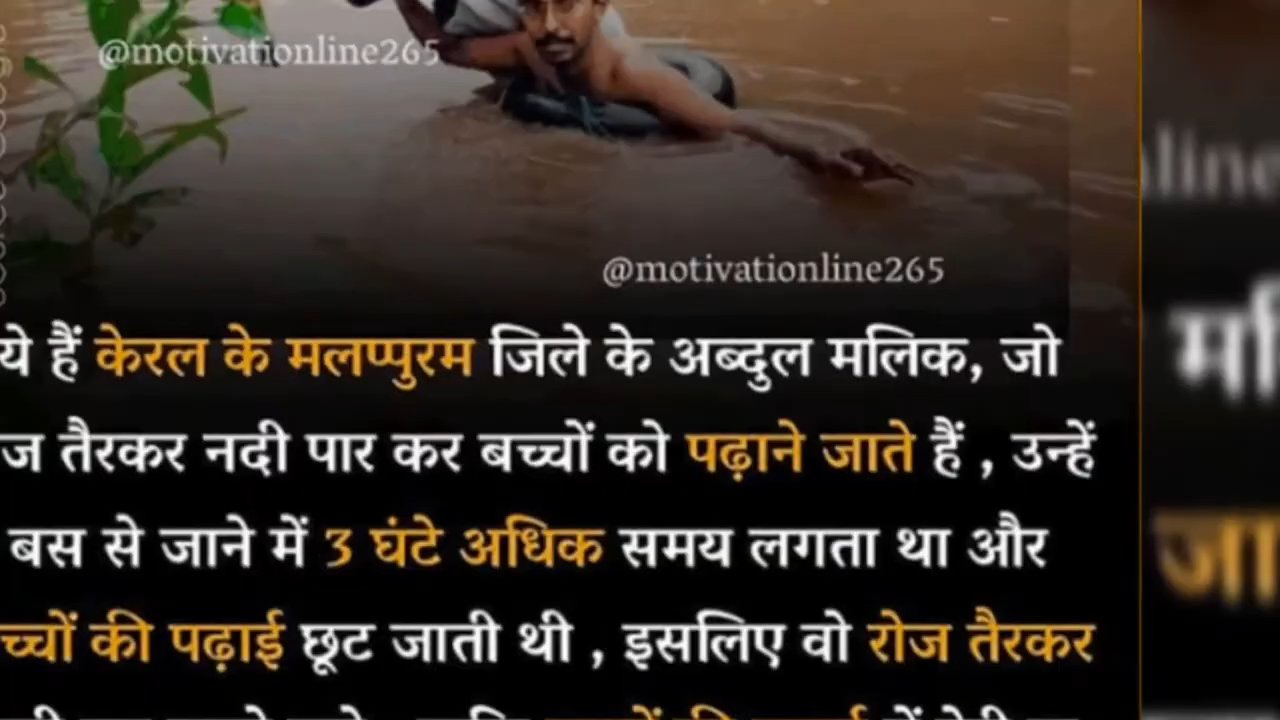 @motivationline265
@motivationline265
ये हैं केरल के मलप्पुरम जिले के अब्दुल मलिक, जो
ज तैरकर नदी पार कर बच्चों को पढ़ाने जाते हैं , उन्हें
बस से जाने में 3 घंटे अधिक समय लगता था और
च्चों की पढ़ाई छूट जाती थी , इसलिए वो रोज तैरकर
line
मि
जा